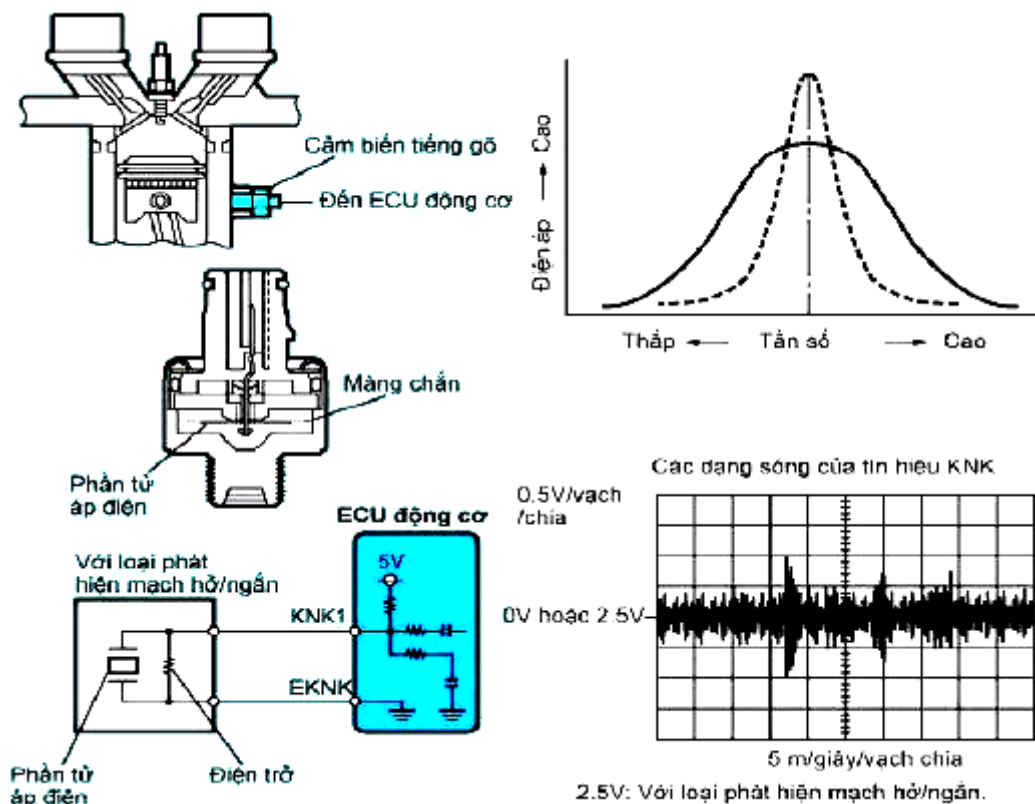 Cảm biến tiếng gõ
Đến ECU động cơ
Màng chắn
Phần tử
áp điện
Điện áp → Cao
Thấp ← Tần số → Cao
Với loại phát
hiện mạch hở/ngắn
ECU động cơ
5V
KNK1
EKNK
Phần tử
áp điện
Điện trở
Các dạng sóng của tín hiệu KNK
0.5V/vạch
/chia
0V hoặc 2.5V
5 m/giây/vạch chia
2.5V: Với loại phát hiện mạch hở/ngắn.